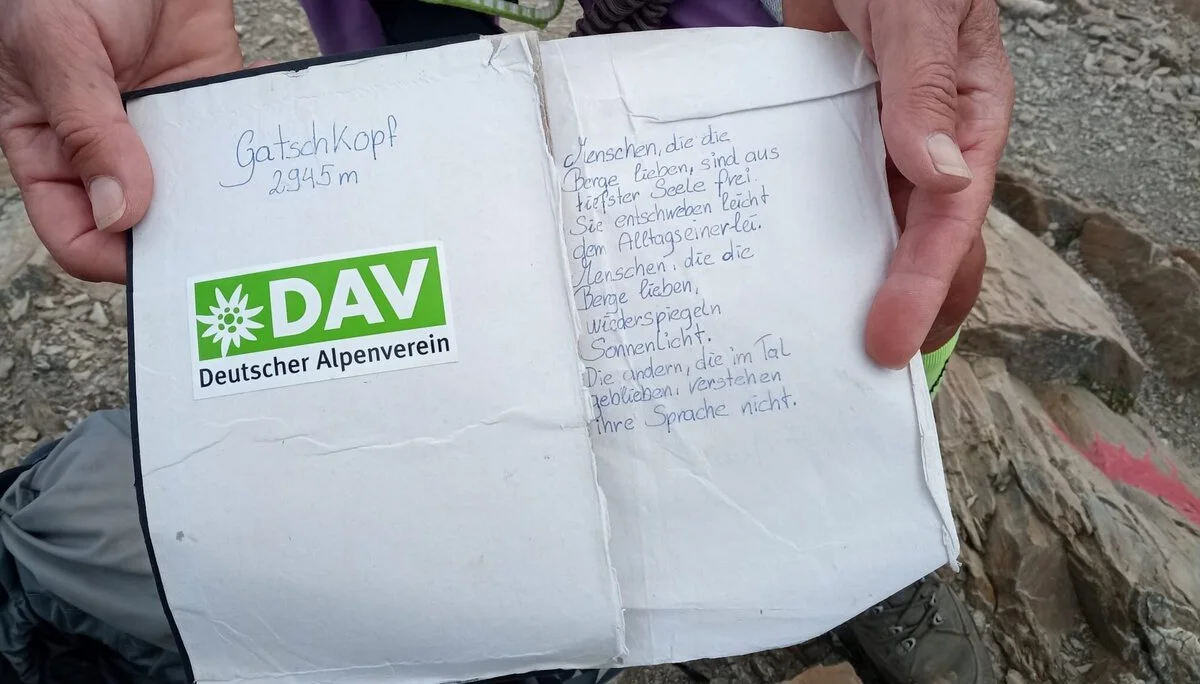 Gatschkopf
2945 m
DAV
Deutscher Alpenverein
Menschen, die die
Berge lieben, sind aus
tiefster Seele frei.
Sie entschweben leicht
dem Alltagseinerlei.
Menschen, die die
Berge lieben,
wiederspiegeln
Sonnenlicht.
Die andern, die im Tal
geblieben, verstehen
ihre Sprache nicht.